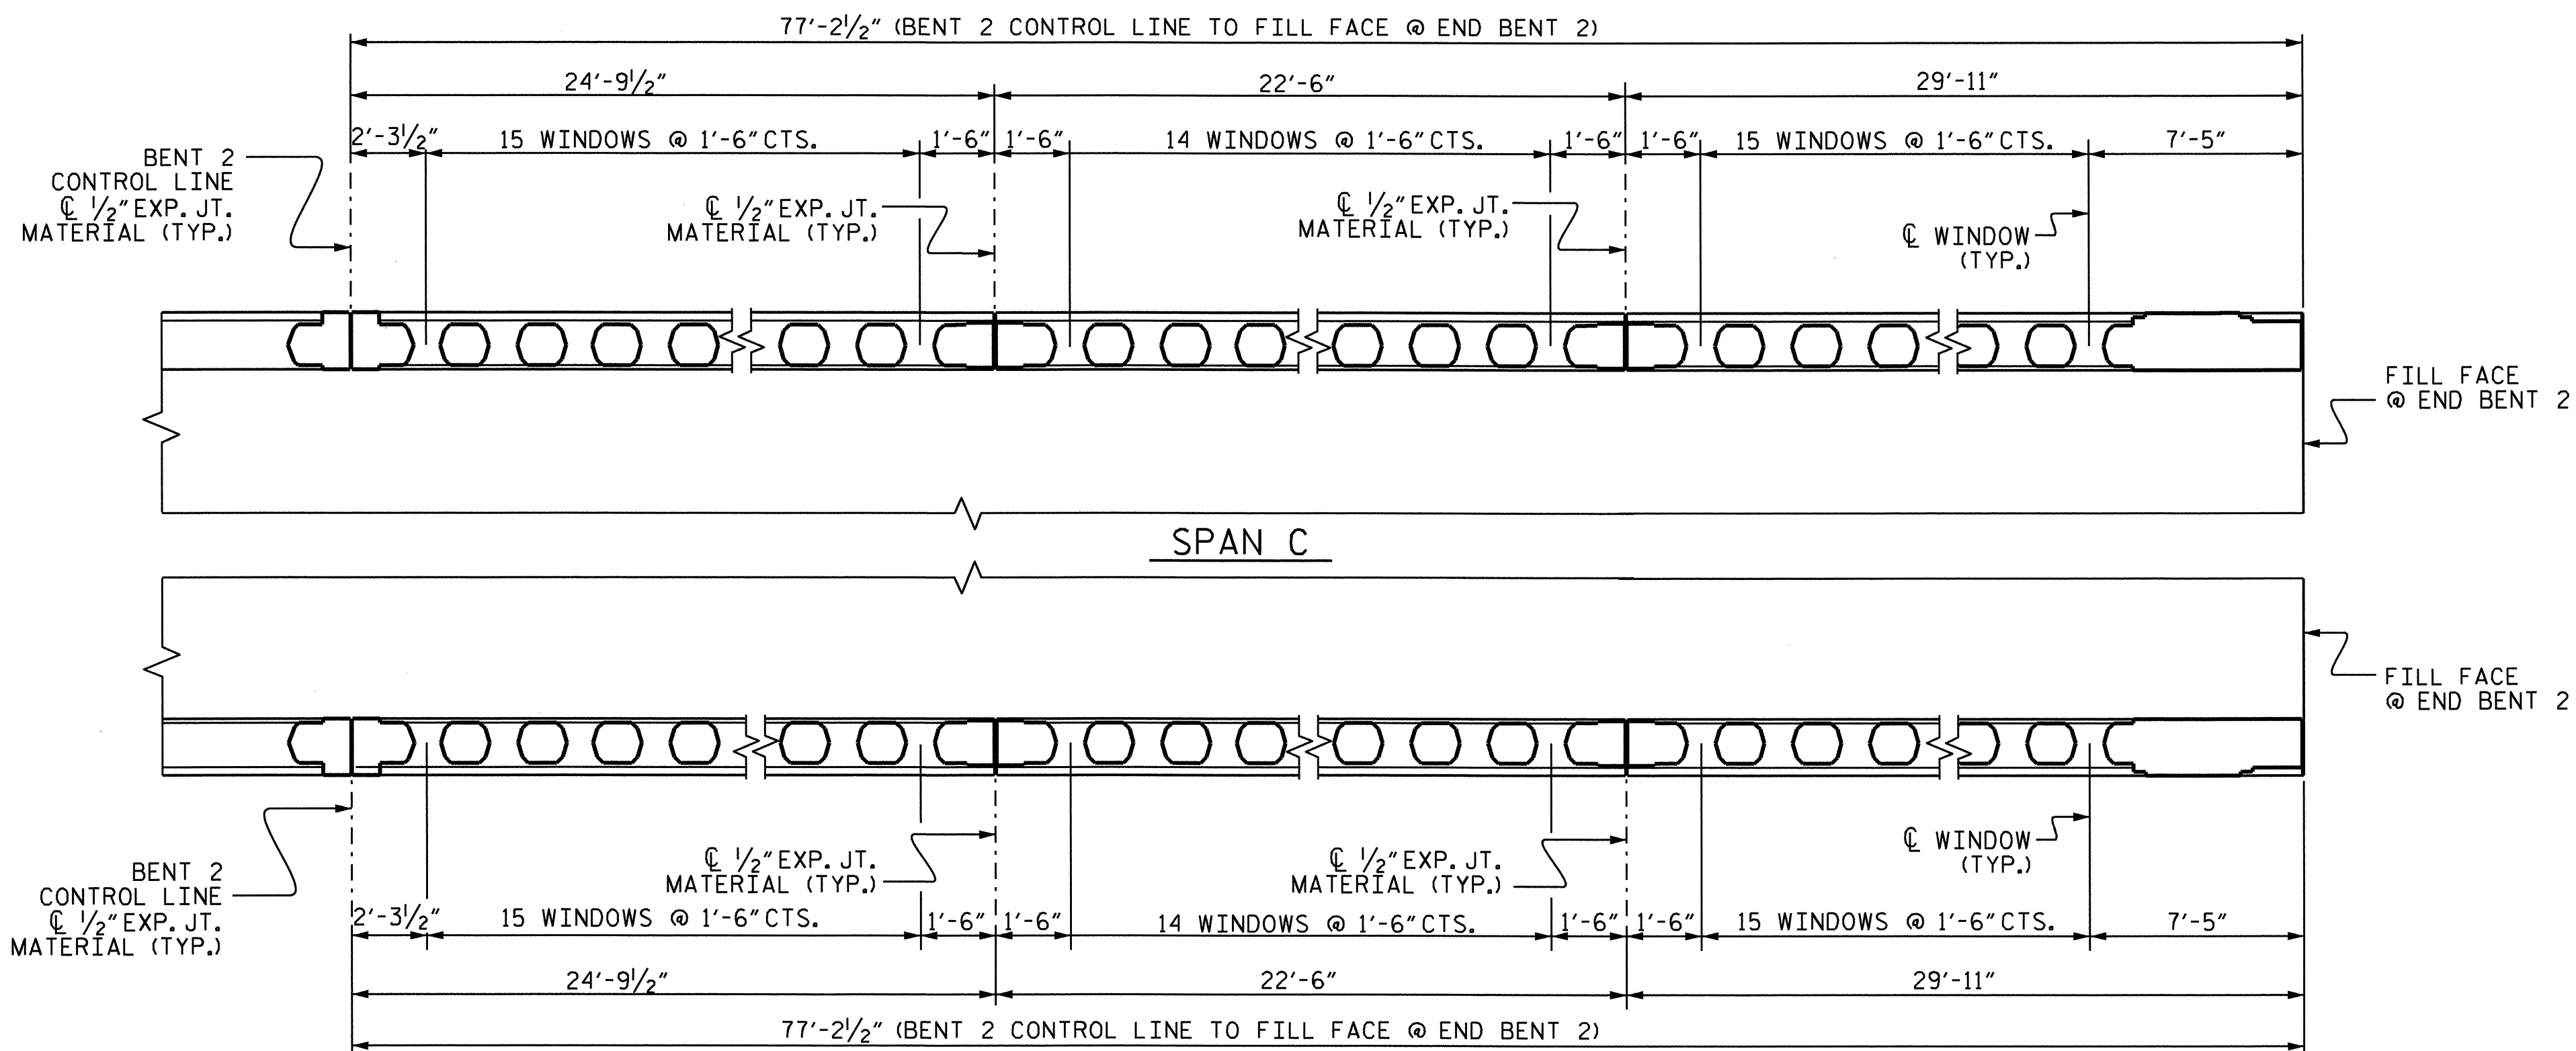 77'-2½" (BENT 2 CONTROL LINE TO FILL FACE @ END BENT 2)
24'-9½"
22'-6"
29'-11"
2'-3½"
15 WINDOWS @ 1'-6" CTS.
1'-6"
1'-6"
14 WINDOWS @ 1'-6" CTS.
1'-6"
1'-6"
15 WINDOWS @ 1'-6" CTS.
7'-5"
BENT 2
CONTROL LINE
℄ ½" EXP. JT.
MATERIAL (TYP.)
℄ ½" EXP. JT.
MATERIAL (TYP.)
℄ ½" EXP. JT.
MATERIAL (TYP.)
℄ WINDOW
(TYP.)
FILL FACE
@ END BENT 2
SPAN C
FILL FACE
@ END BENT 2
BENT 2
CONTROL LINE
℄ ½" EXP. JT.
MATERIAL (TYP.)
℄ ½" EXP. JT.
MATERIAL (TYP.)
℄ ½" EXP. JT.
MATERIAL (TYP.)
℄ WINDOW
(TYP.)
2'-3½"
15 WINDOWS @ 1'-6" CTS.
1'-6"
1'-6"
14 WINDOWS @ 1'-6" CTS.
1'-6"
1'-6"
15 WINDOWS @ 1'-6" CTS.
7'-5"
24'-9½"
22'-6"
29'-11"
77'-2½" (BENT 2 CONTROL LINE TO FILL FACE @ END BENT 2)